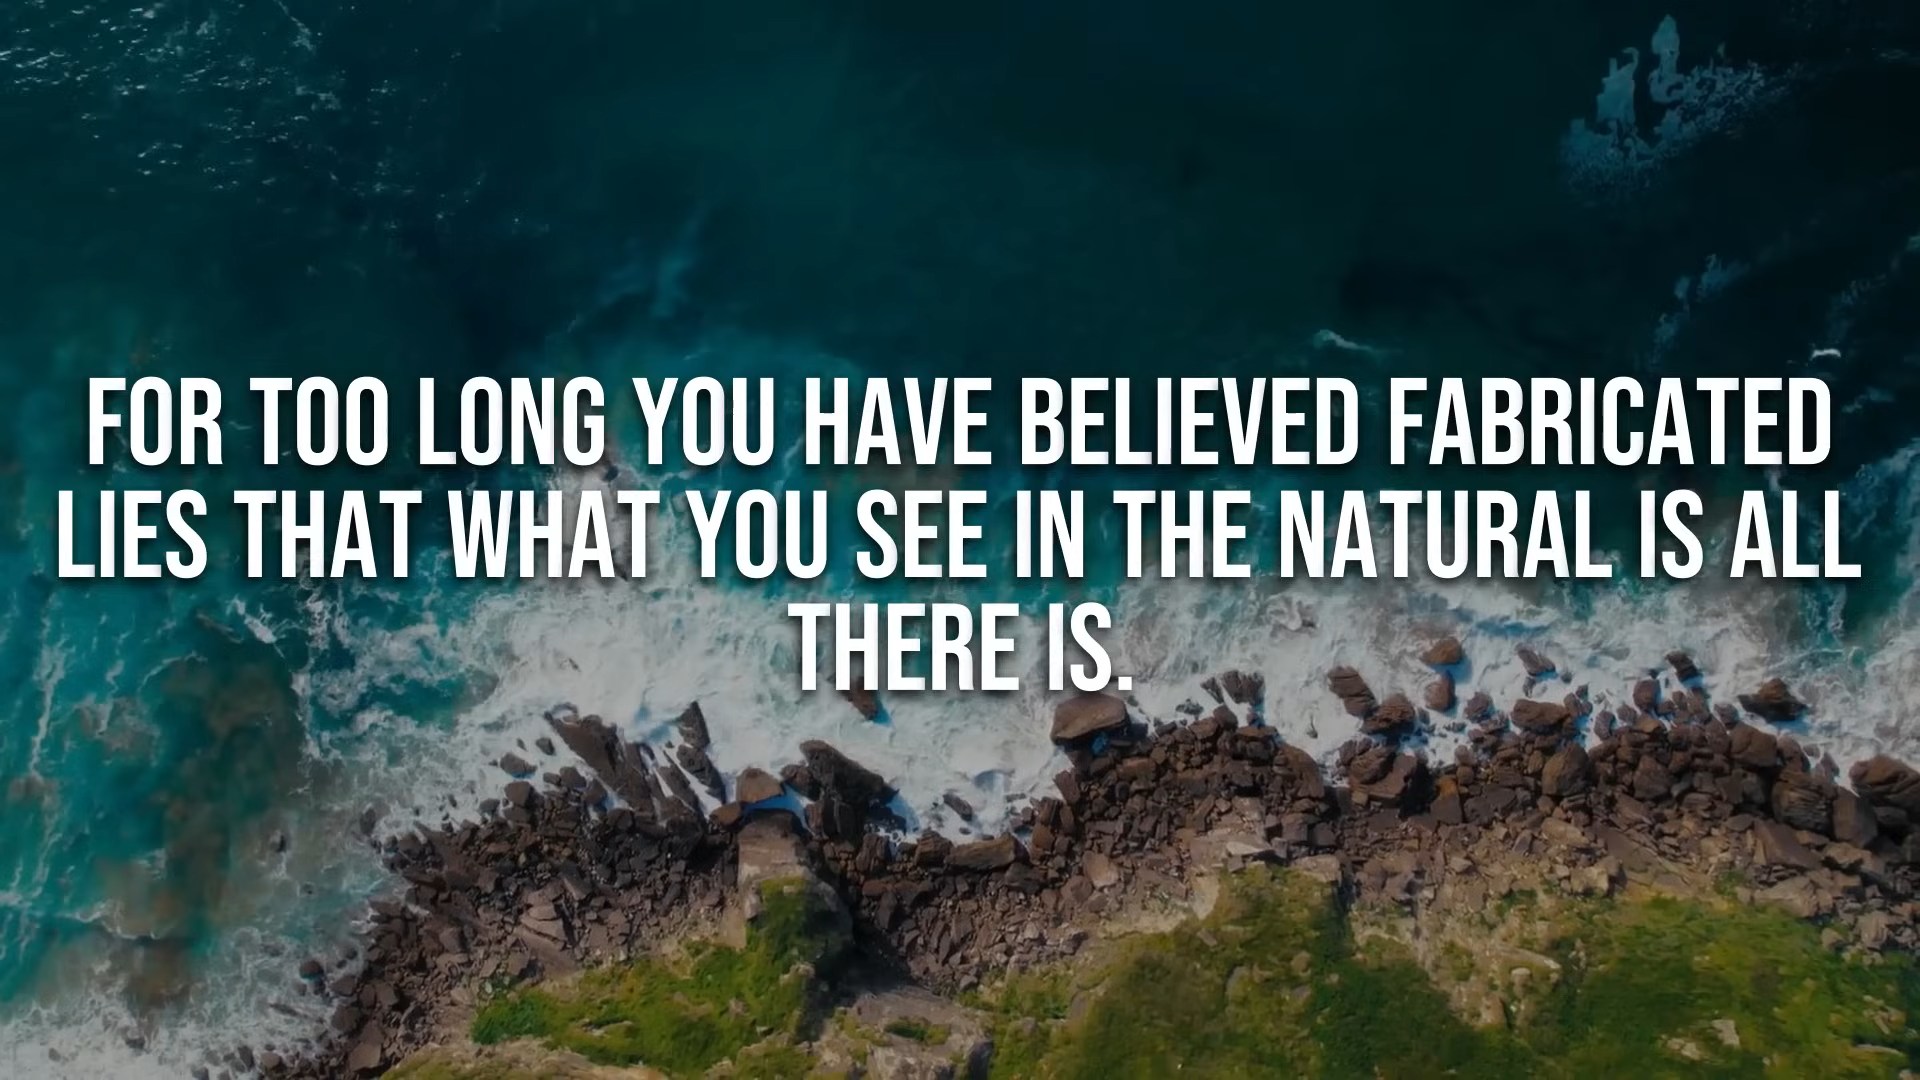 FOR TOO LONG YOU HAVE BELIEVED FABRICATED
LIES THAT WHAT YOU SEE IN THE NATURAL IS ALL
THERE IS.